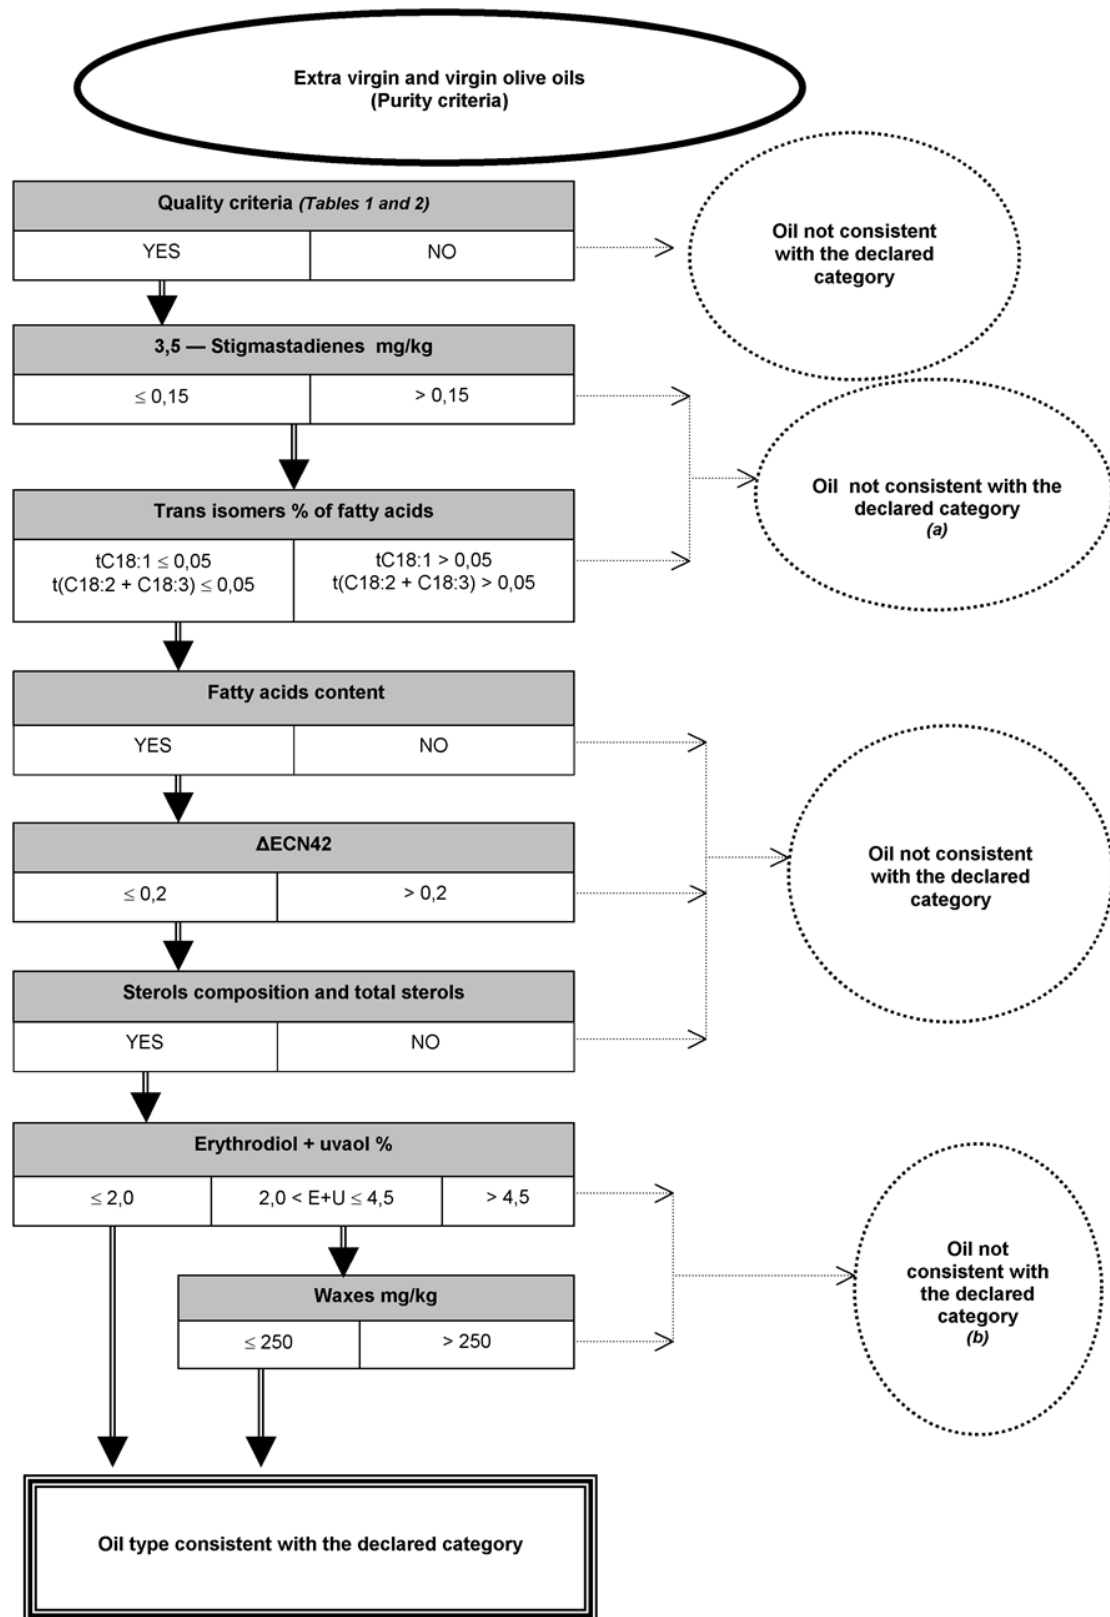 Extra virgin and virgin olive oils
(Purity criteria)
Quality criteria (Tables 1 and 2)
YES
NO
Oil not consistent
with the declared
category
3,5 — Stigmastadienes mg/kg
≤ 0,15
> 0,15
Oil not consistent with the
declared category
(a)
Trans isomers % of fatty acids
tC18:1 ≤ 0,05
t(C18:2 + C18:3) ≤ 0,05
tC18:1 > 0,05
t(C18:2 + C18:3) > 0,05
Fatty acids content
YES
NO
ΔECN42
≤ 0,2
> 0,2
Oil not consistent
with the declared
category
Sterols composition and total sterols
YES
NO
Erythrodiol + uvaol %
≤ 2,0
2,0 < E+U ≤ 4,5
> 4,5
Waxes mg/kg
≤ 250
> 250
Oil not
consistent with
the declared
category
(b)
Oil type consistent with the declared category